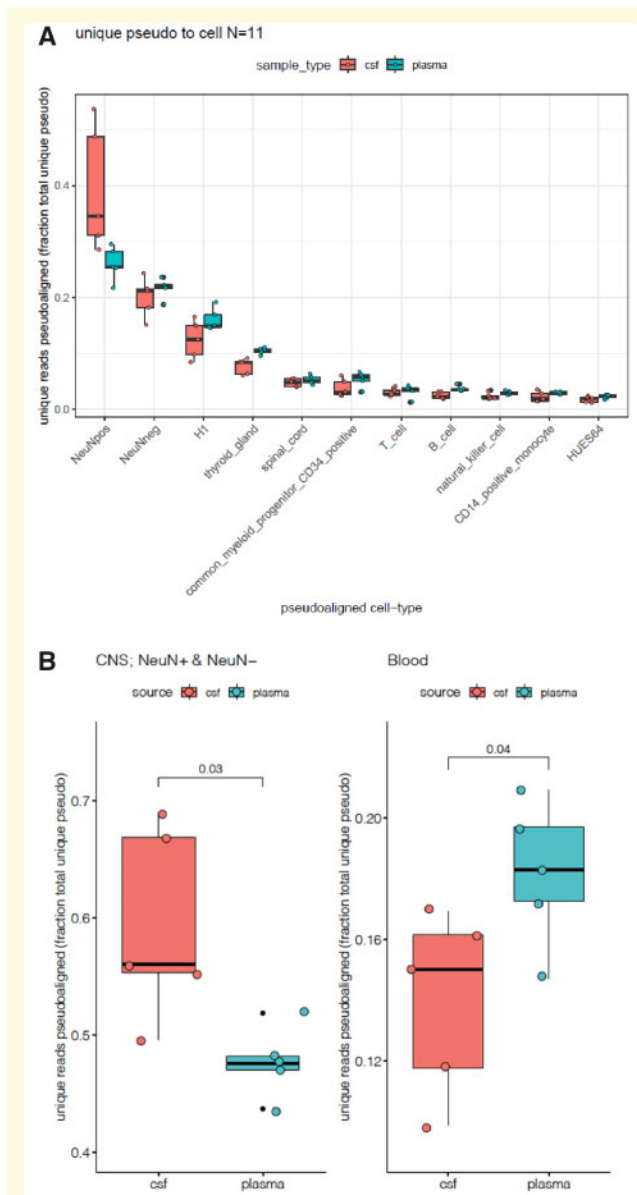 A unique pseudo to cell N=11
sample_type csf plasma
unique reads pseudoaligned (fraction total unique pseudo)
0.4
0.2
0.0
NeuNpos
NeuNneg
H1
thyroid_gland
spinal_cord
common_myeloid_progenitor_CD34_positive
T_cell
B_cell
natural_killer_cell
CD14_positive_monocyte
HUES64
pseudoaligned cell-type
B CNS; NeuN+ & NeuN− Blood
source csf plasma source csf plasma
unique reads pseudoaligned (fraction total unique pseudo)
0.7
0.6
0.5
0.4
0.03
csf plasma
unique reads pseudoaligned (fraction total unique pseudo)
0.20
0.16
0.12
0.04
csf plasma